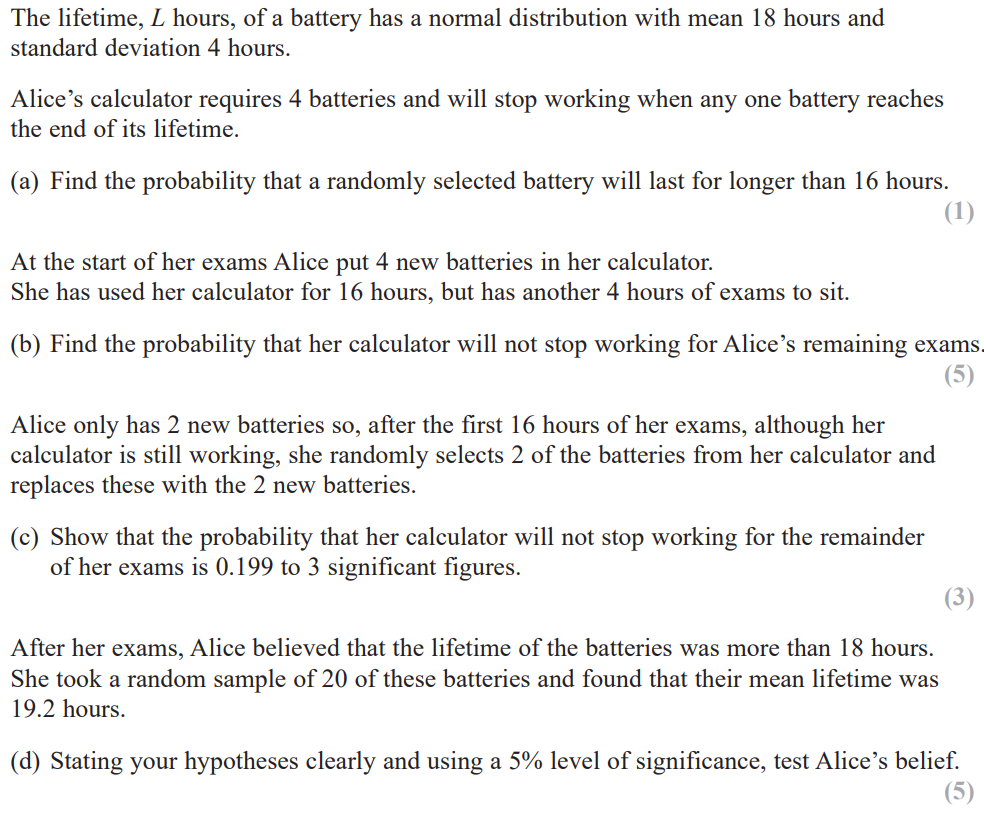 The lifetime, L hours, of a battery has a normal distribution with mean 18 hours and
standard deviation 4 hours.
Alice’s calculator requires 4 batteries and will stop working when any one battery reaches
the end of its lifetime.
(a) Find the probability that a randomly selected battery will last for longer than 16 hours.
(1)
At the start of her exams Alice put 4 new batteries in her calculator.
She has used her calculator for 16 hours, but has another 4 hours of exams to sit.
(b) Find the probability that her calculator will not stop working for Alice’s remaining exams.
(5)
Alice only has 2 new batteries so, after the first 16 hours of her exams, although her
calculator is still working, she randomly selects 2 of the batteries from her calculator and
replaces these with the 2 new batteries.
(c) Show that the probability that her calculator will not stop working for the remainder
of her exams is 0.199 to 3 significant figures.
(3)
After her exams, Alice believed that the lifetime of the batteries was more than 18 hours.
She took a random sample of 20 of these batteries and found that their mean lifetime was
19.2 hours.
(d) Stating your hypotheses clearly and using a 5% level of significance, test Alice’s belief.
(5)